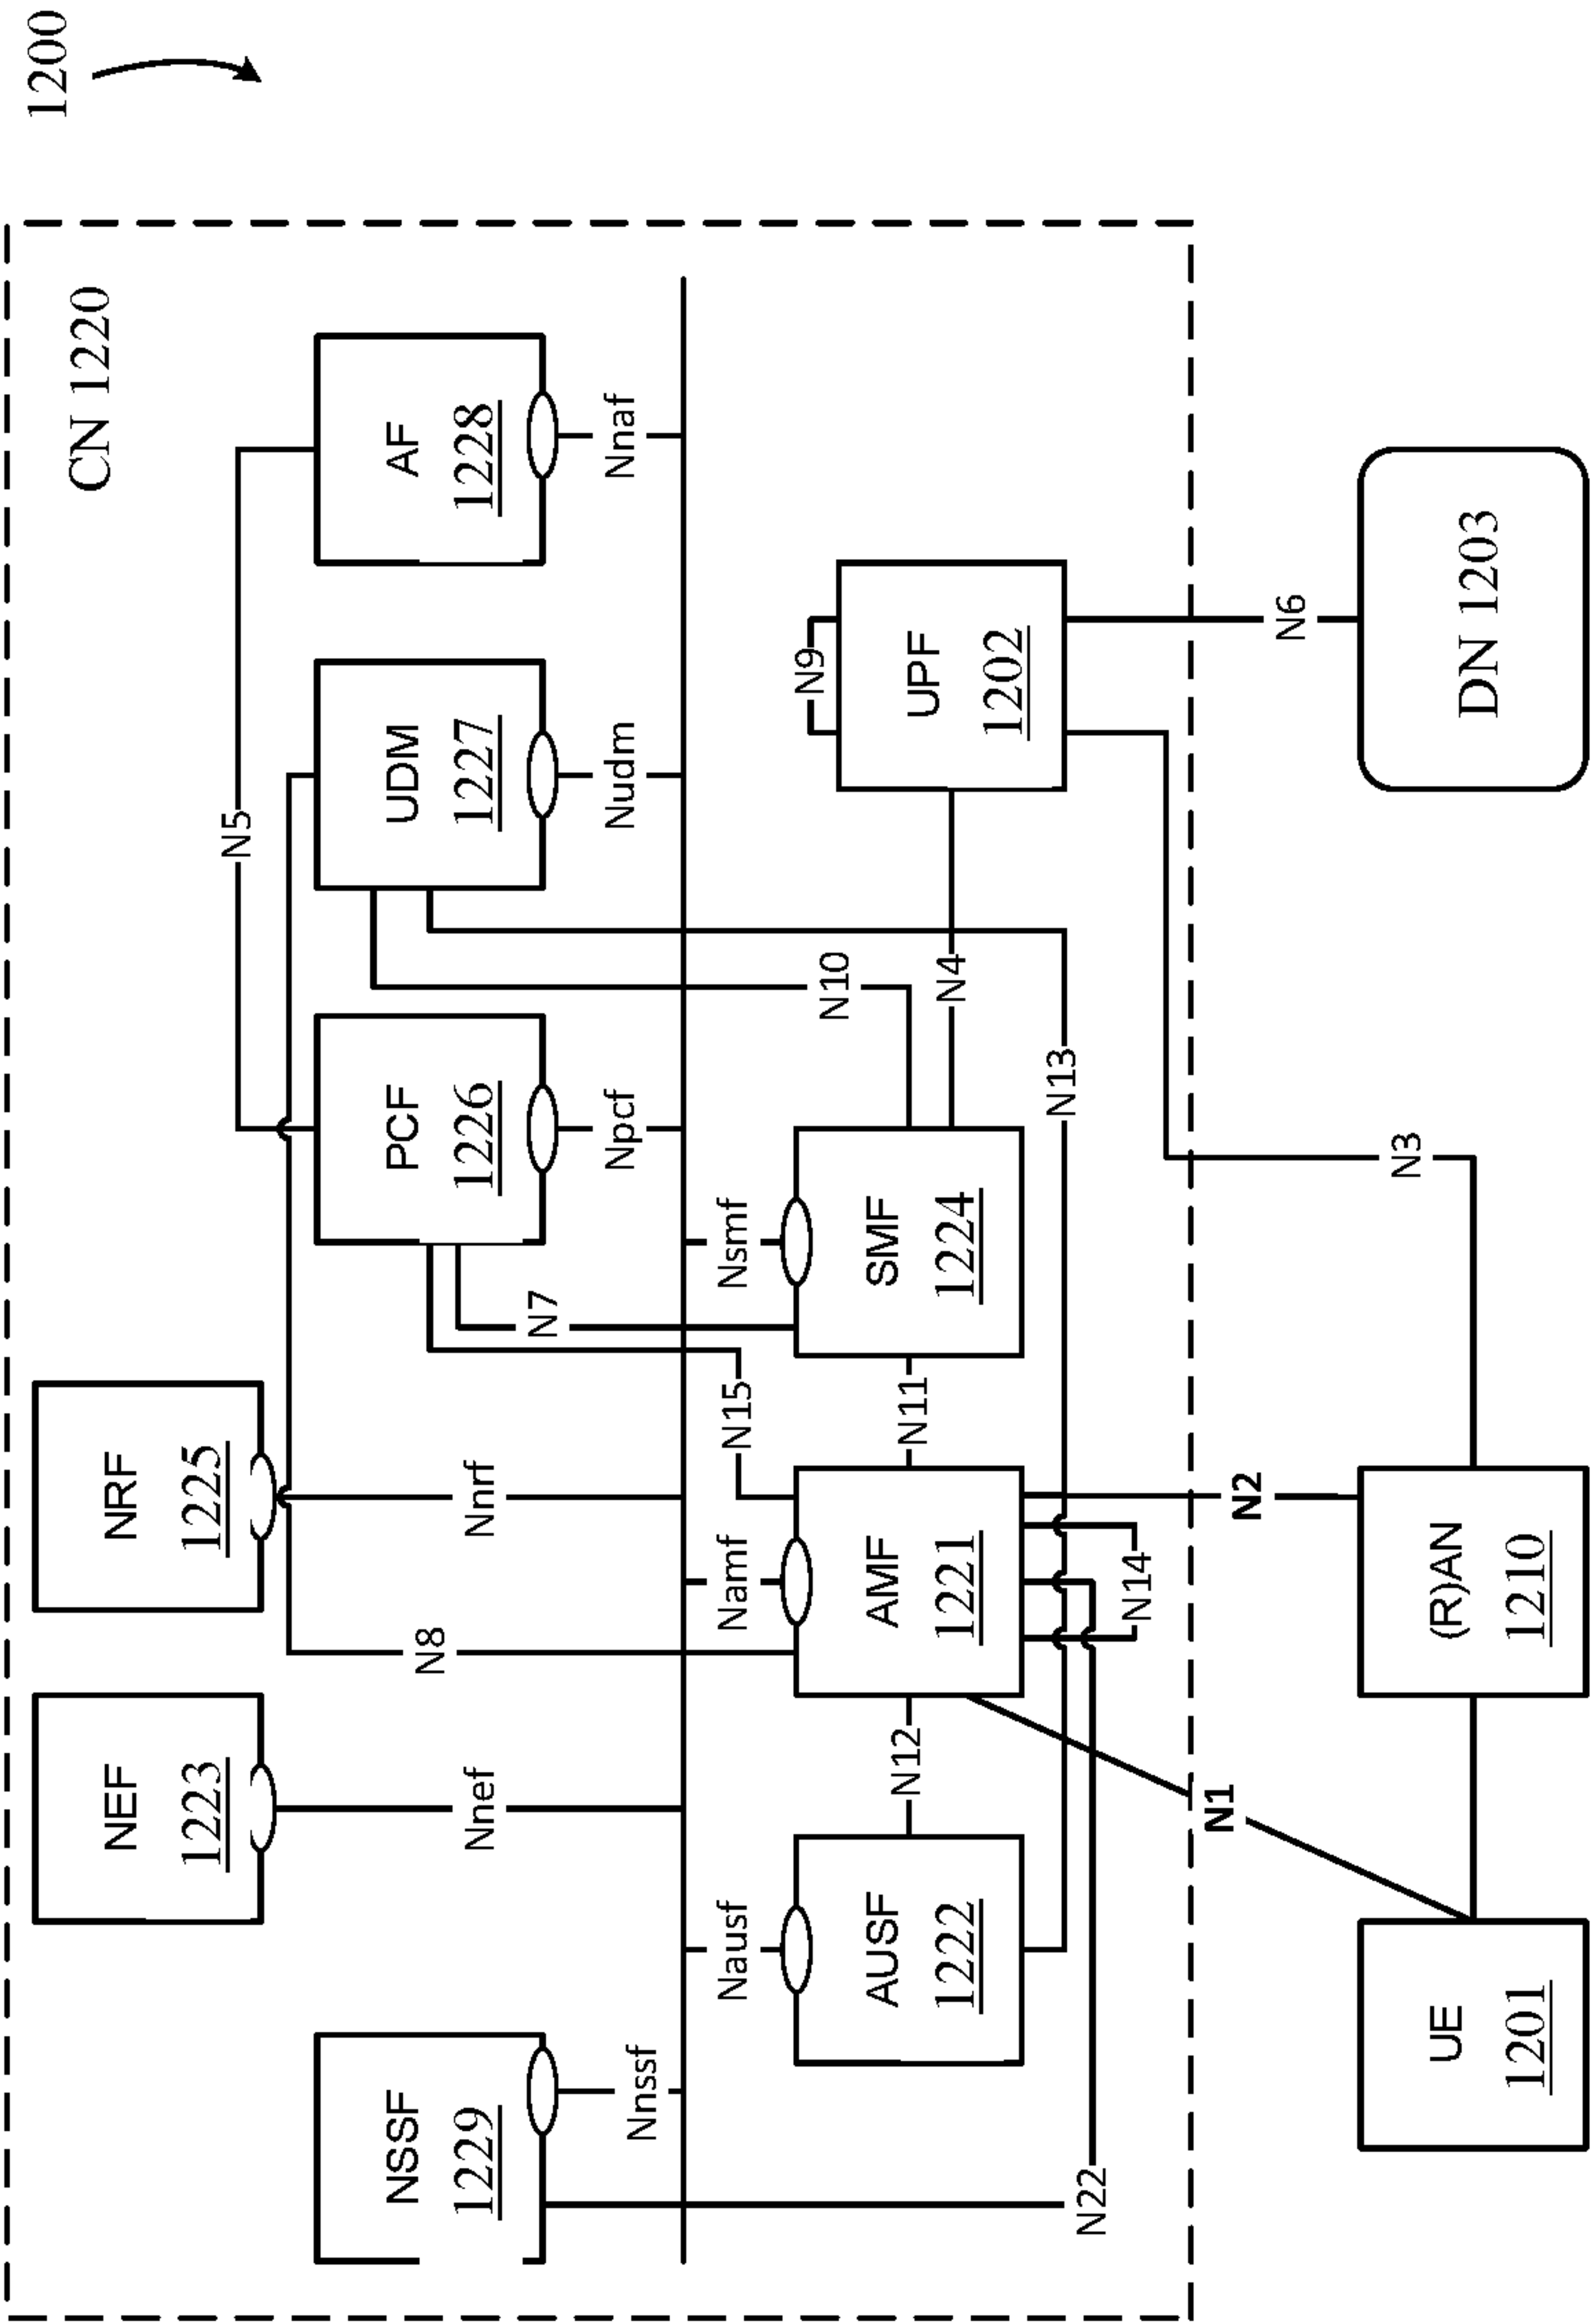 1200
CN 1220
NEF
1223
NRF
1225
N5
N8
NSSF
1229
PCF
1226
UDM
1227
AF
1228
Nnef
Nnrf
N7
Nnssf
Npcf
Nudm
Nnaf
Nausf
Namf
N15
Nsmf
N10
N9
AUSF
1222
N12
AMF
1221
N11
SMF
1224
N4
UPF
1202
N13
N22
N14
N1
N2
N6
N3
UE
1201
(R)AN
1210
DN 1203